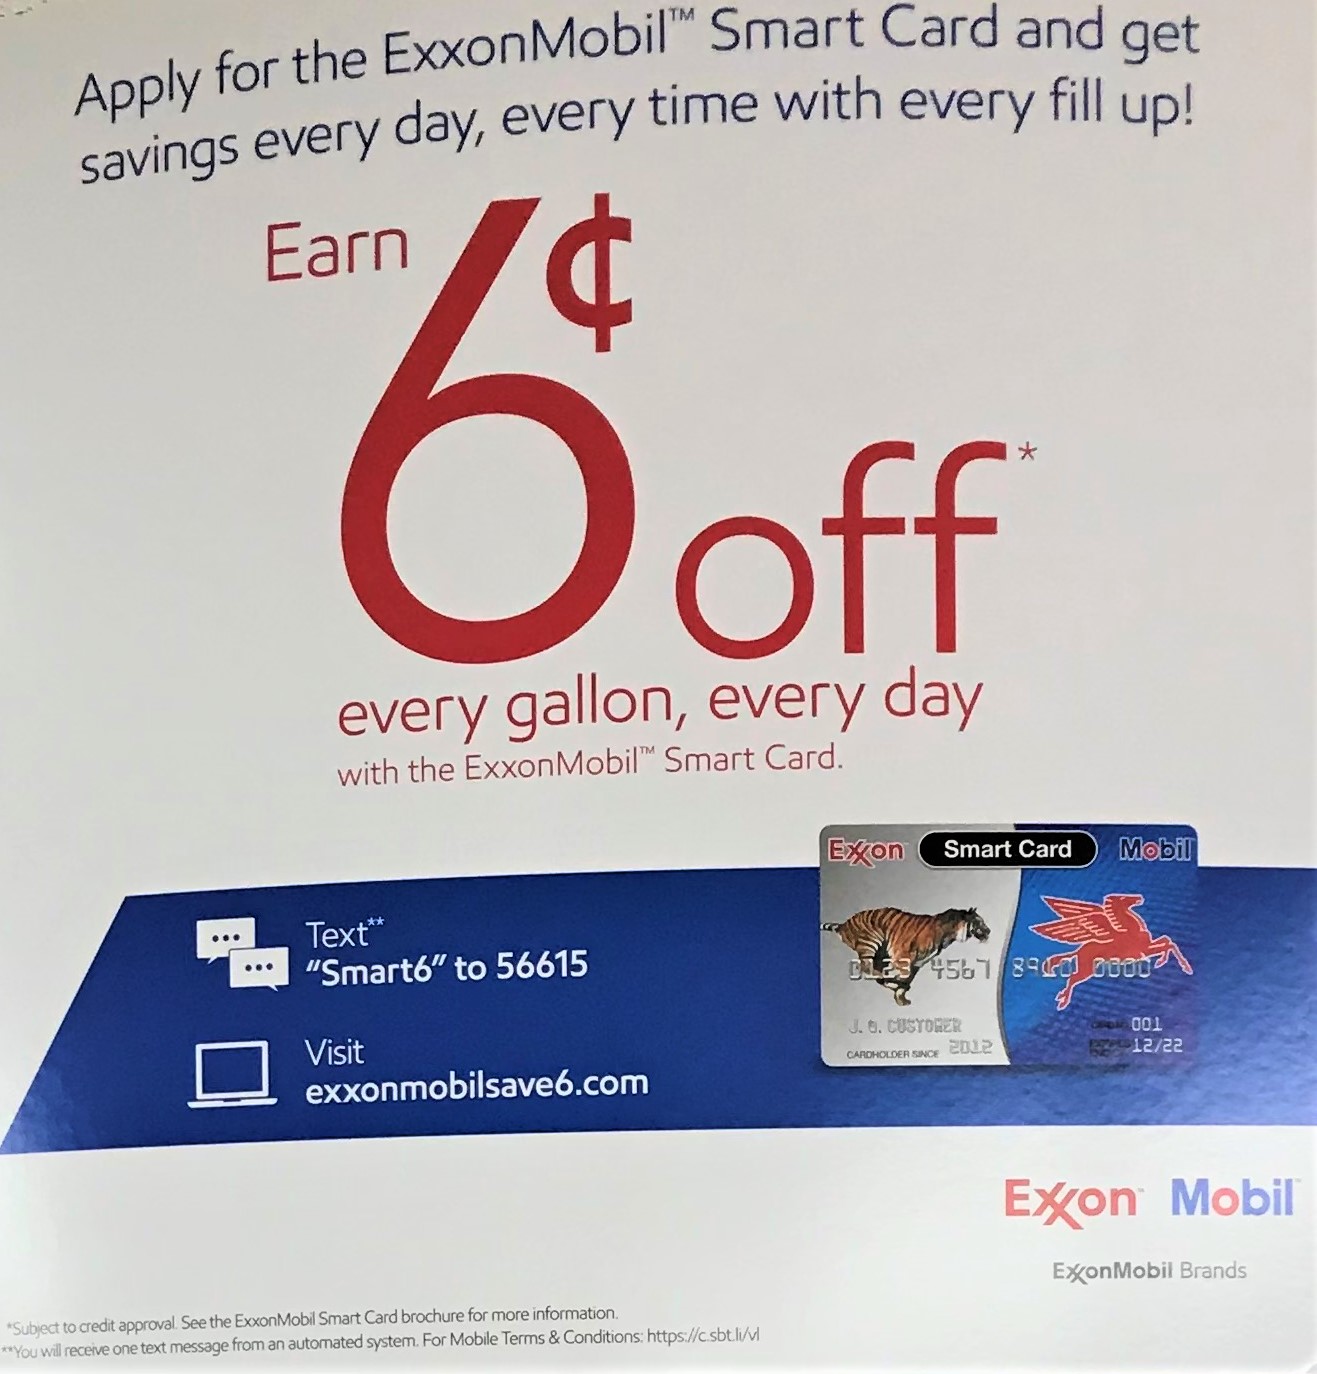 Apply for the ExxonMobil™ Smart Card and get
savings every day, every time with every fill up!
Earn
6¢ off*
every gallon, every day
with the ExxonMobil™ Smart Card.
Exxon Smart Card Mobil
0123 4567 8910 0000
J. O. CUSTOMER
CARDHOLDER SINCE 2012
001
12/22
Text**
“Smart6” to 56615
Visit
exxonmobilsave6.com
Exxon™ Mobil™
ExxonMobil Brands
*Subject to credit approval. See the ExxonMobil Smart Card brochure for more information.
**You will receive one text message from an automated system. For Mobile Terms & Conditions: https://c.sbt.li/vl